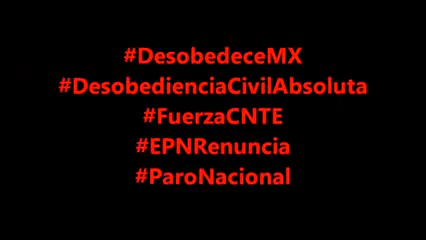 #DesobedeceMX
#DesobedienciaCivilAbsoluta
#FuerzaCNTE
#EPNRenuncia
#ParoNacional